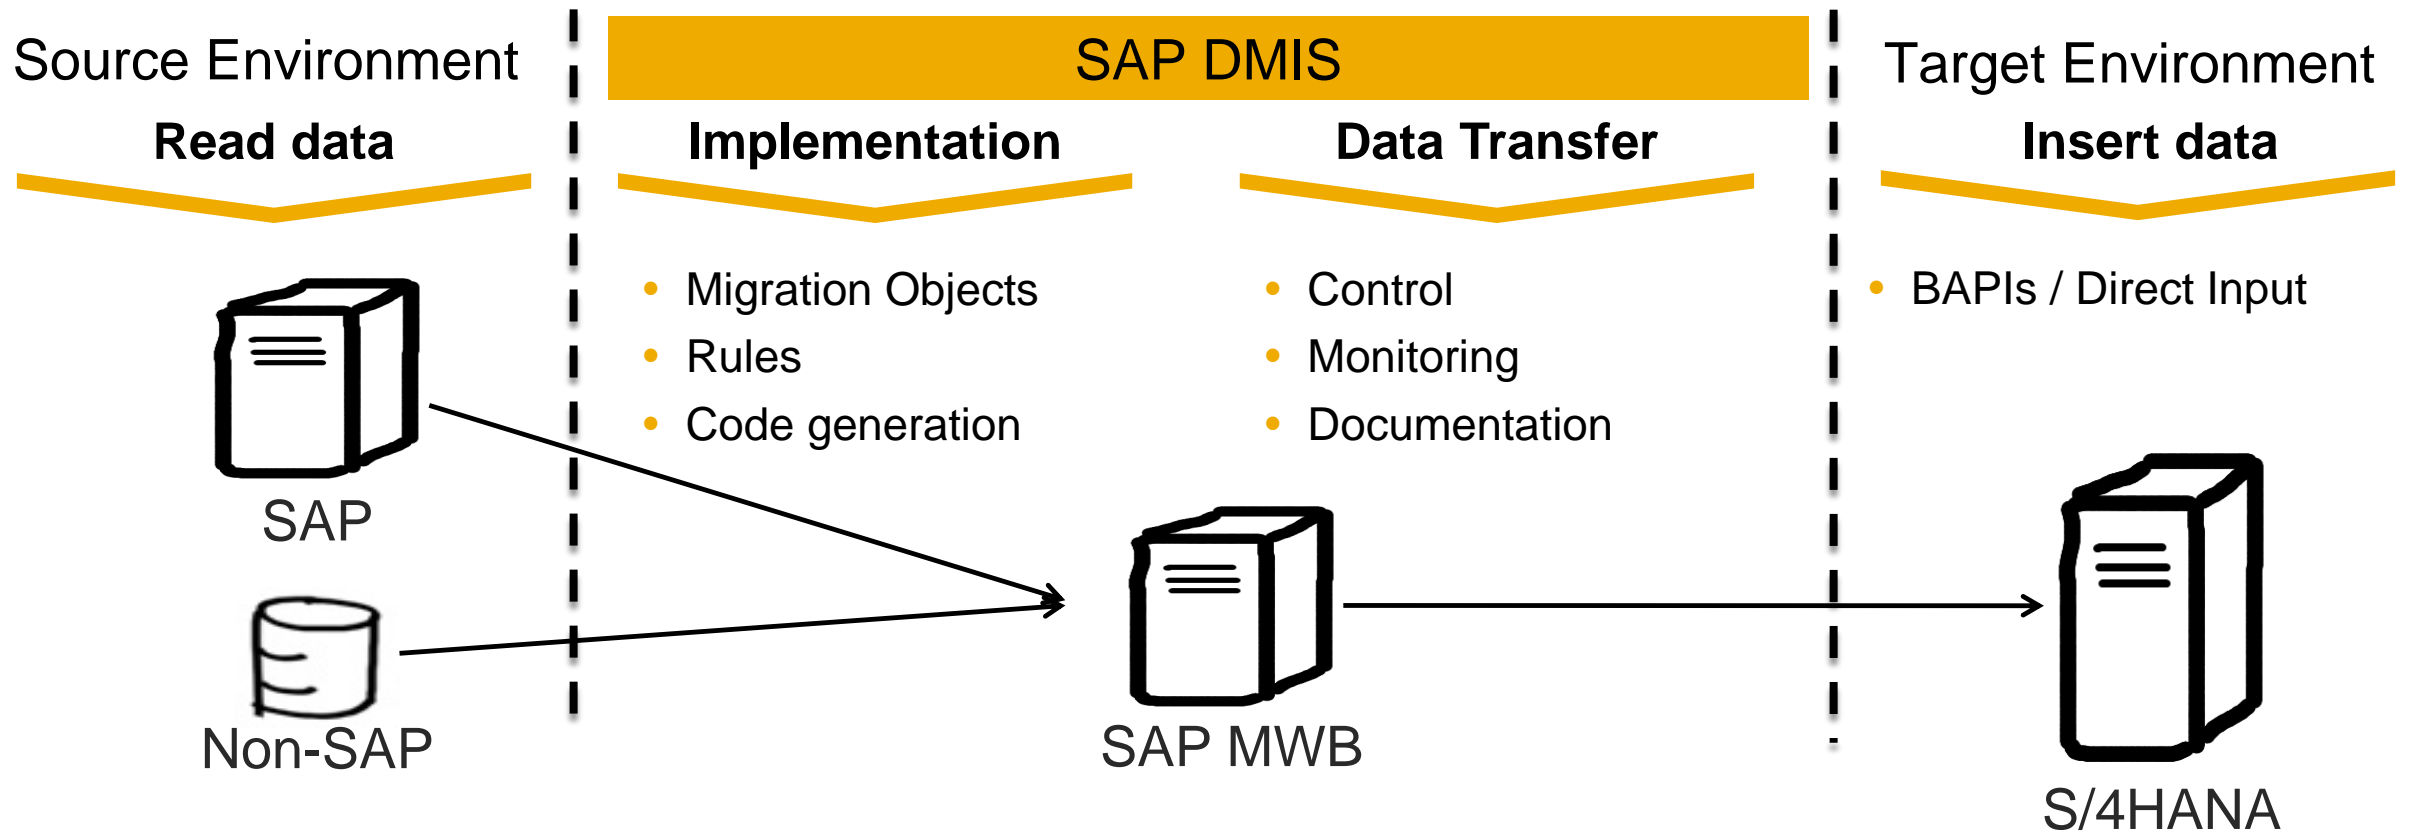 Source Environment
SAP DMIS
Target Environment
Read data
Implementation
Data Transfer
Insert data
• Migration Objects
• Rules
• Code generation
• Control
• Monitoring
• Documentation
• BAPIs / Direct Input
SAP
Non-SAP
SAP MWB
S/4HANA